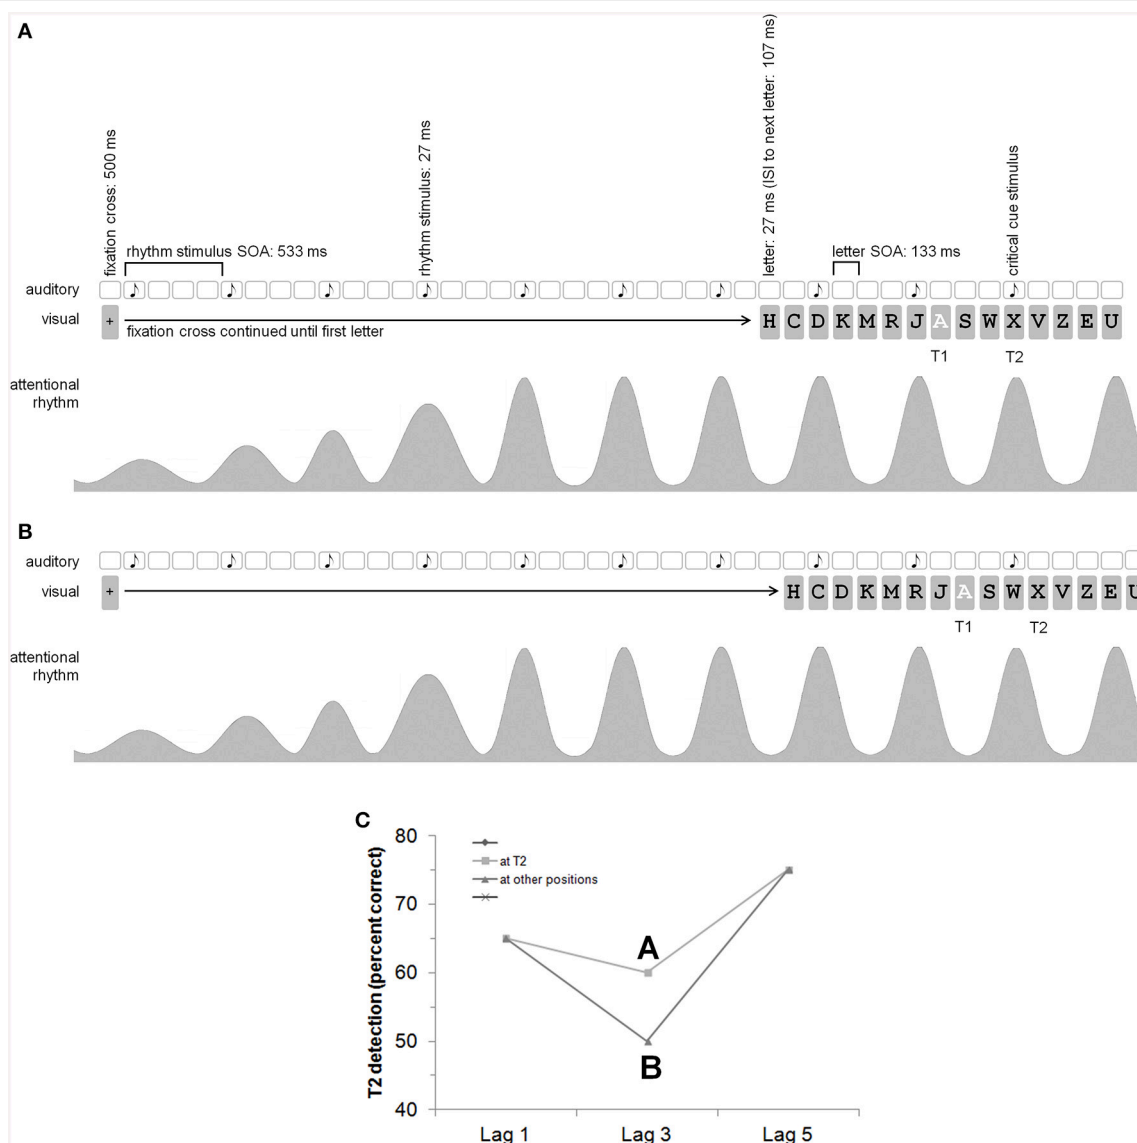 A
fixation cross: 500 ms
rhythm stimulus: 27 ms
letter: 27 ms (ISI to next letter: 107 ms)
critical cue stimulus
rhythm stimulus SOA: 533 ms
letter SOA: 133 ms
auditory ♪ ♪ ♪ ♪ ♪ ♪ ♪ ♪ ♪ ♪
visual + H C D K M R J A S W X V Z E U
fixation cross continued until first letter
T1 T2
attentional
rhythm
B
auditory ♪ ♪ ♪ ♪ ♪ ♪ ♪ ♪ ♪ ♪
visual + H C D K M R J A S W X V Z E U
T1 T2
attentional
rhythm
C
T2 detection (percent correct)
80
70
60
50
40
at T2
at other positions
A
B
Lag 1 Lag 3 Lag 5